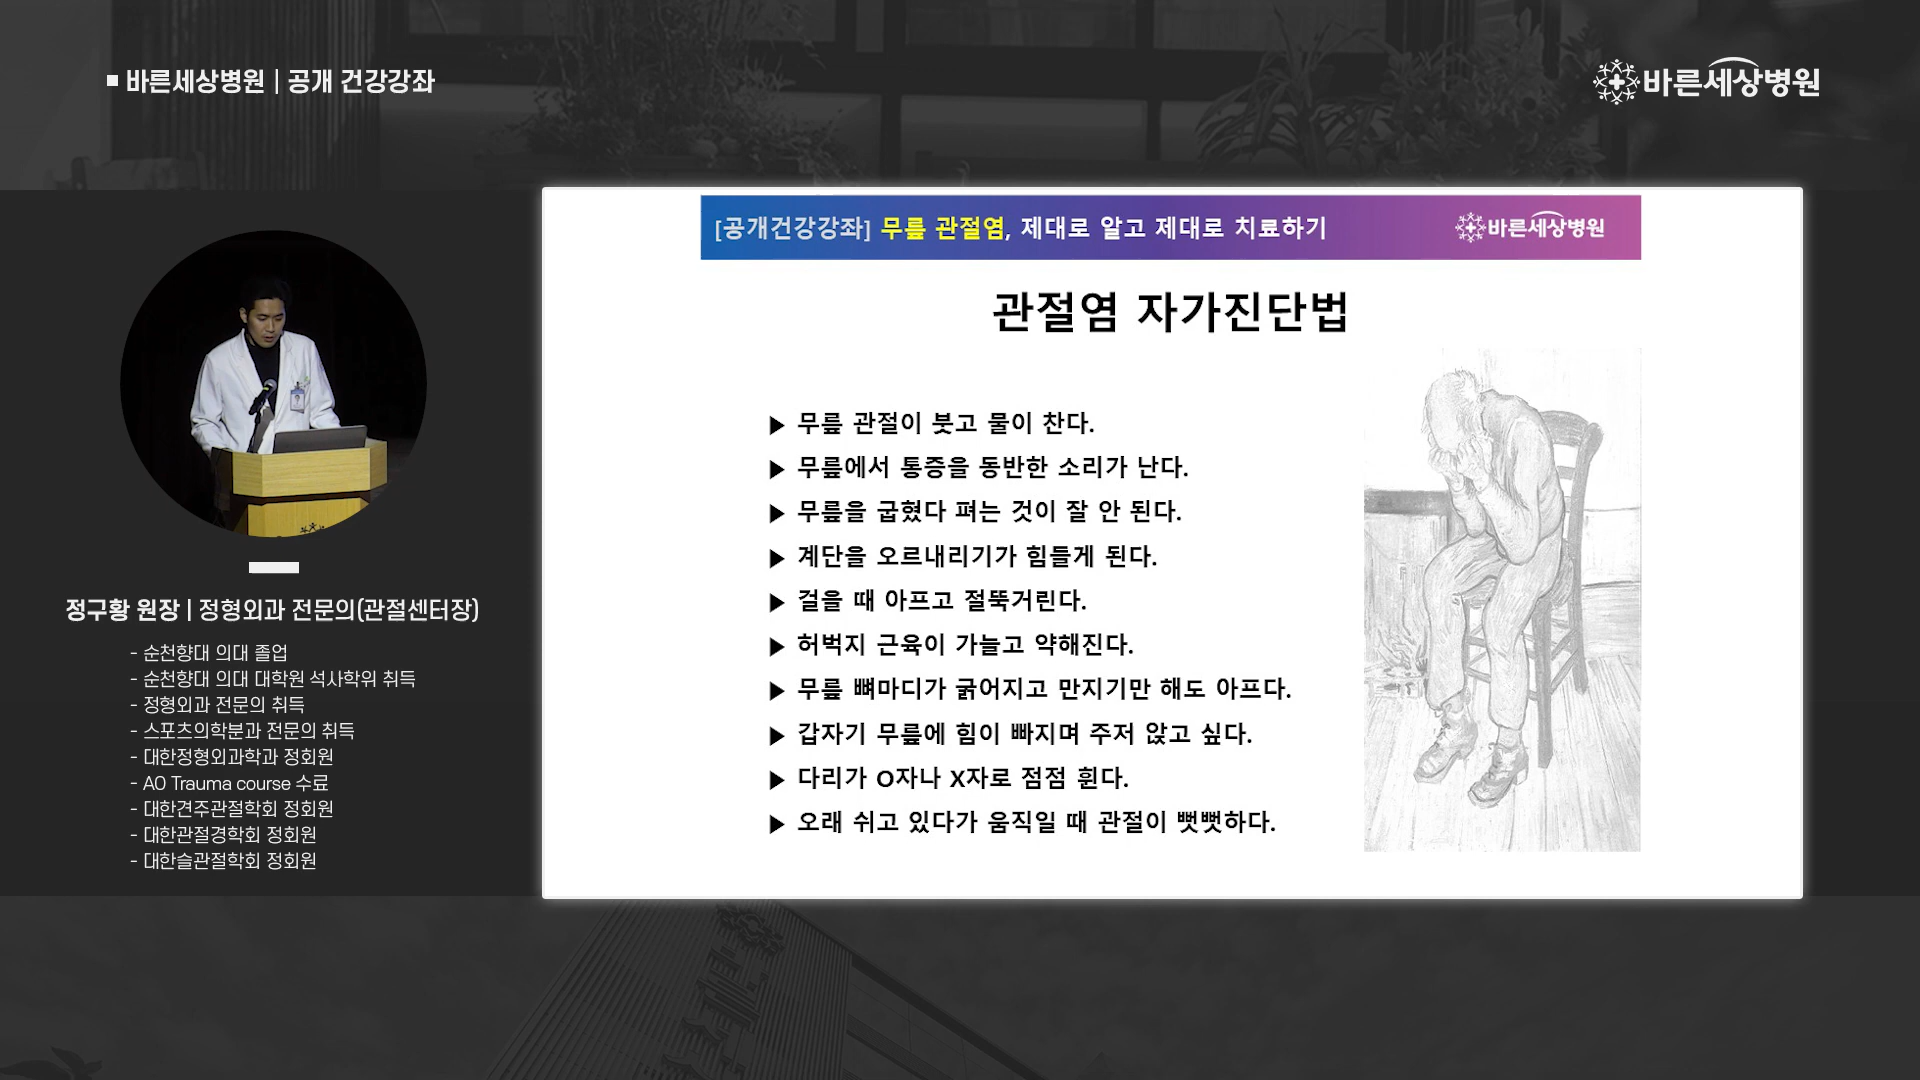 바른세상병원 | 공개 건강강좌
바른세상병원
[공개건강강좌] 무릎 관절염, 제대로 알고 제대로 치료하기
바른세상병원
관절염 자가진단법
▶ 무릎 관절이 붓고 물이 찬다.
▶ 무릎에서 통증을 동반한 소리가 난다.
▶ 무릎을 굽혔다 펴는 것이 잘 안 된다.
▶ 계단을 오르내리기가 힘들게 된다.
▶ 걸을 때 아프고 절뚝거린다.
▶ 허벅지 근육이 가늘고 약해진다.
▶ 무릎 뼈마디가 굵어지고 만지기만 해도 아프다.
▶ 갑자기 무릎에 힘이 빠지며 주저 앉고 싶다.
▶ 다리가 O자나 X자로 점점 휜다.
▶ 오래 쉬고 있다가 움직일 때 관절이 뻣뻣하다.
정구황 원장 | 정형외과 전문의(관절센터장)
- 순천향대 의대 졸업
- 순천향대 의대 대학원 석사학위 취득
- 정형외과 전문의 취득
- 스포츠의학분과 전문의 취득
- 대한정형외과학과 정회원
- AO Trauma course 수료
- 대한견주관절학회 정회원
- 대한관절경학회 정회원
- 대한슬관절학회 정회원